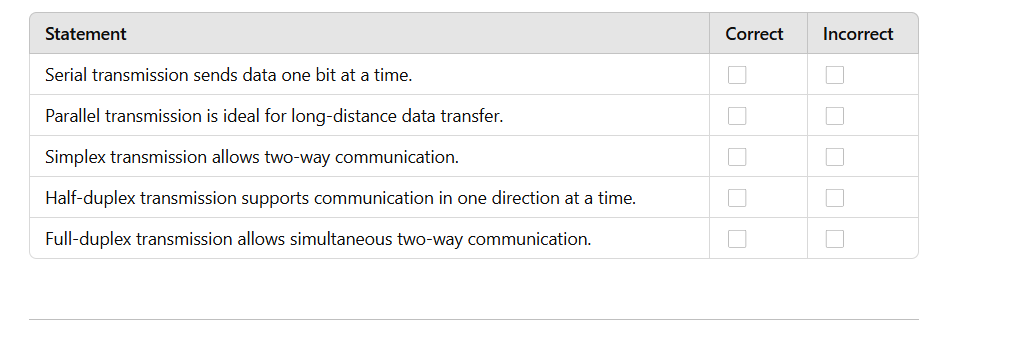 Statement Correct Incorrect
Serial transmission sends data one bit at a time.
Parallel transmission is ideal for long-distance data transfer.
Simplex transmission allows two-way communication.
Half-duplex transmission supports communication in one direction at a time.
Full-duplex transmission allows simultaneous two-way communication.